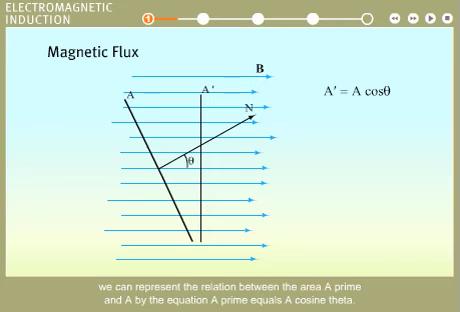 ELECTROMAGNETIC
INDUCTION
1
Magnetic Flux
B
A
A'
N
A′ = A cosθ
θ
we can represent the relation between the area A prime
and A by the equation A prime equals A cosine theta.